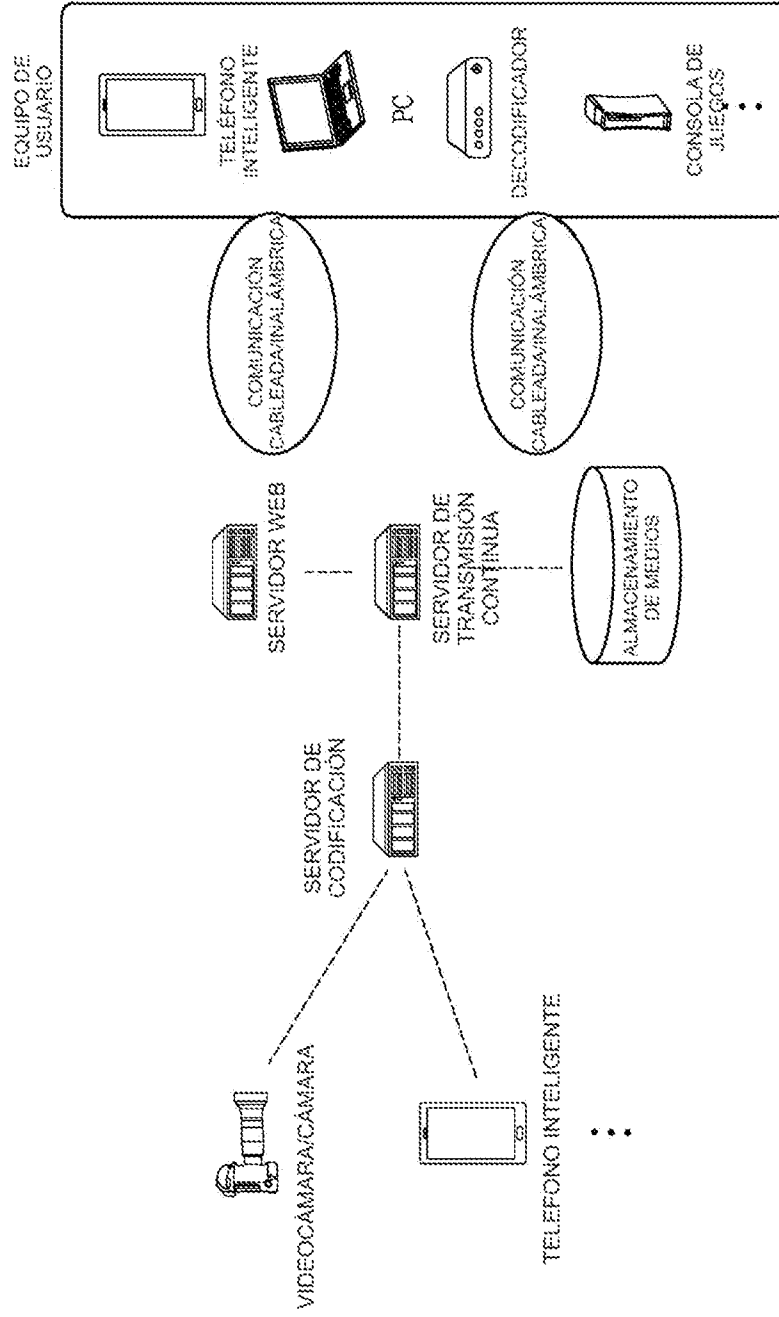 EQUIPO DE
USUARIO
VIDEOCÁMARA/CÁMARA
TELÉFONO INTELIGENTE
SERVIDOR DE
CODIFICACIÓN
SERVIDOR WEB
SERVIDOR DE
TRANSMISIÓN
CONTINUA
ALMACENAMIENTO
DE MEDIOS
COMUNICACIÓN
CABLEADA/INALÁMBRICA
COMUNICACIÓN
CABLEADA/INALÁMBRICA
TELÉFONO
INTELIGENTE
PC
DECODIFICADOR
CONSOLA DE
JUEGOS